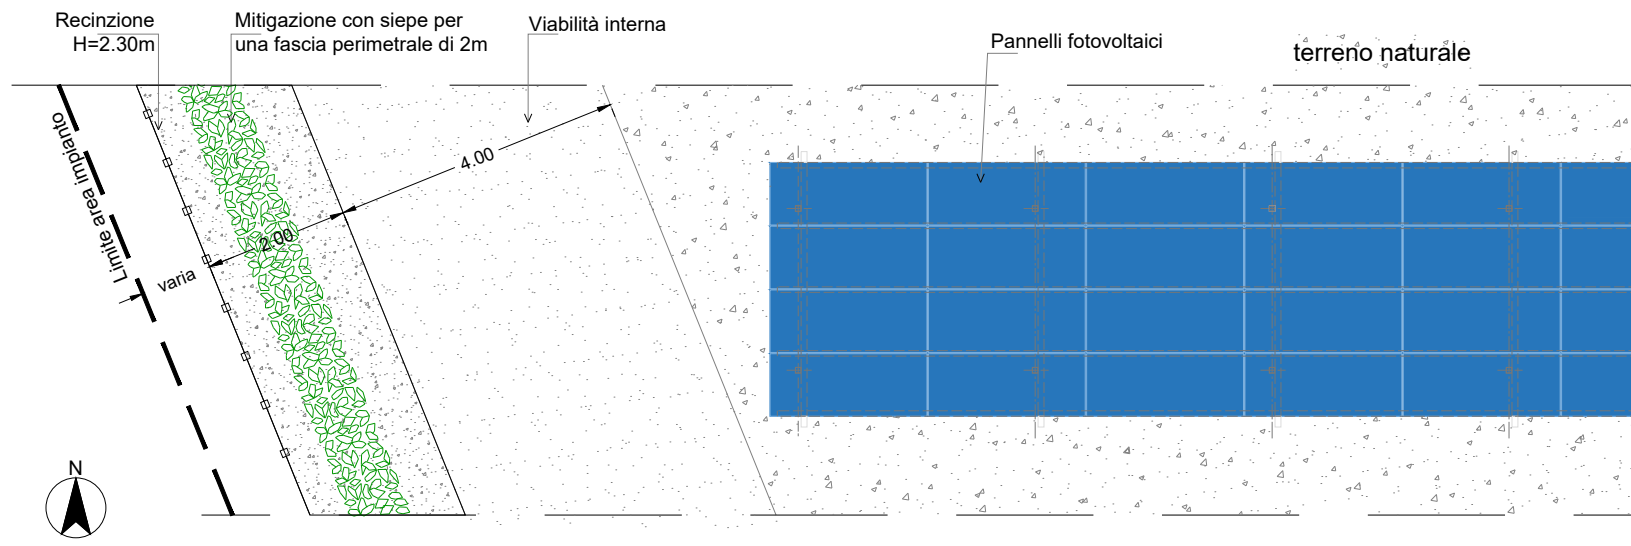 Recinzione
H=2.30m
Mitigazione con siepe per
una fascia perimetrale di 2m
Viabilità interna
Pannelli fotovoltaici
terreno naturale
Limite area impianto
4.00
2.00
varia
N